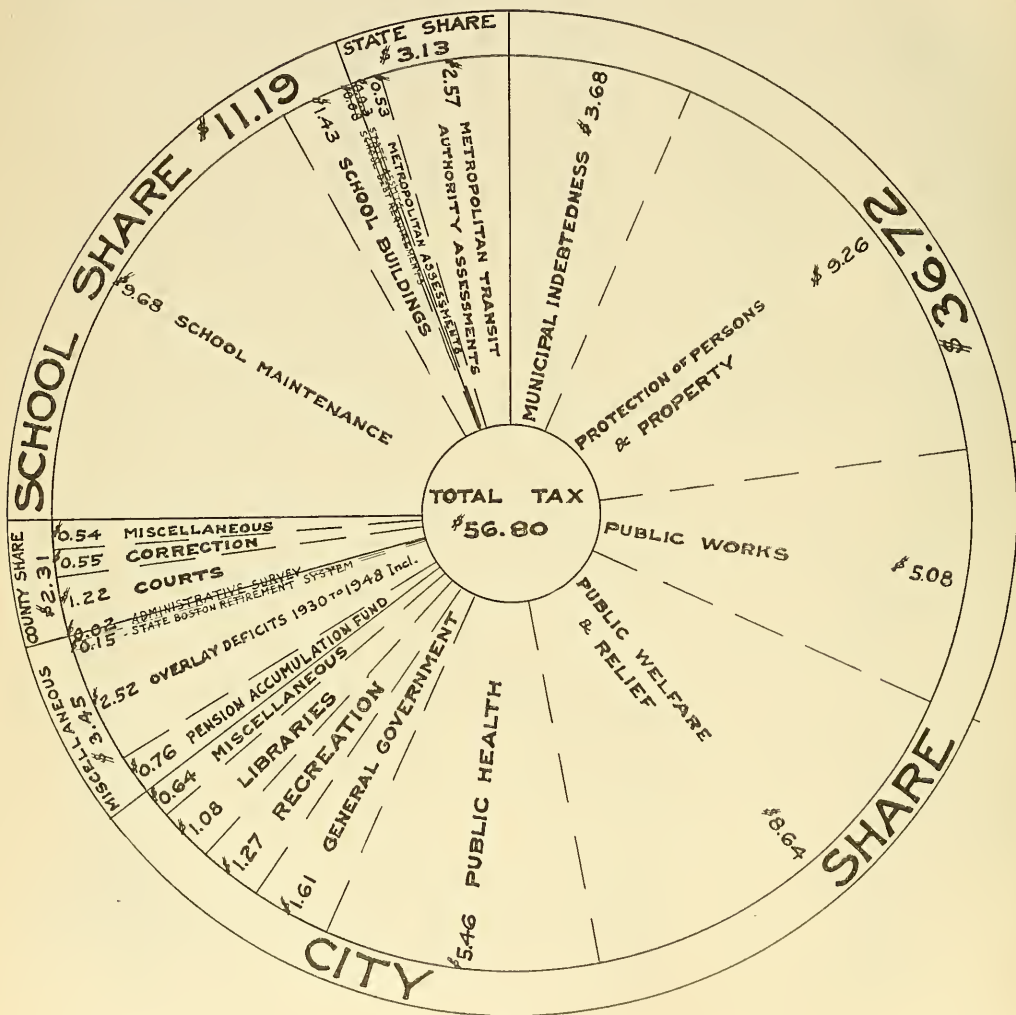 STATE SHARE
$3.13
$2.57 METROPOLITAN TRANSIT
AUTHORITY ASSESSMENTS
$0.53 METROPOLITAN ASSESSMENTS
SCHOOL SHARE $11.19
$1.43 SCHOOL BUILDINGS
$9.68 SCHOOL MAINTENANCE
COUNTY SHARE
$2.31
$0.54 MISCELLANEOUS
$0.55 CORRECTION
$1.22 COURTS
MISCELLANEOUS
$3.45
$0.02 - ADMINISTRATIVE SURVEY
$0.15 - STATE BOSTON RETIREMENT SYSTEM
$2.52 OVERLAY DEFICITS 1930 TO 1948 Incl.
$0.76 PENSION ACCUMULATION FUND
CITY SHARE $36.72
$0.64 MISCELLANEOUS
$1.08 LIBRARIES
$1.27 RECREATION
$1.61 GENERAL GOVERNMENT
$5.46 PUBLIC HEALTH
PUBLIC WELFARE
& RELIEF
$8.64
PUBLIC WORKS
$5.08
PROTECTION OF PERSONS
& PROPERTY
$9.26
MUNICIPAL INDEBTEDNESS $3.68
TOTAL TAX
$56.80